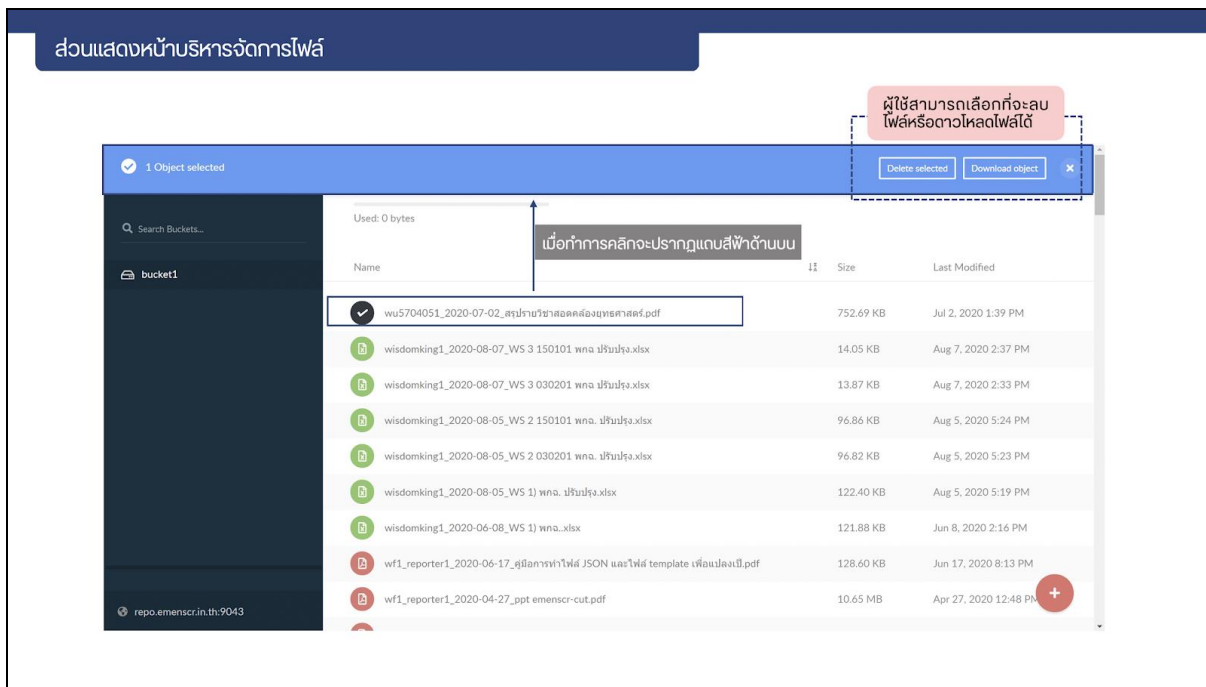 ส่วนแสดงหน้าบริหารจัดการไฟล์
ผู้ใช้สามารถเลือกที่จะลบ
ไฟล์หรือดาวโหลดไฟล์ได้
1 Object selected
Delete selected
Download object
Search Buckets...
bucket1
repo.emenscr.in.th:9043
Used: 0 bytes
เมื่อทำการคลิกจะปรากฏแถบสีฟ้าด้านบน
Name Size Last Modified
wu5704051_2020-07-02_สรุปรายวิชาสอดคล้องยุทธศาสตร์.pdf 752.69 KB Jul 2, 2020 1:39 PM
wisdomking1_2020-08-07_WS 3 150101 พกฉ ปรับปรุง.xlsx 14.05 KB Aug 7, 2020 2:37 PM
wisdomking1_2020-08-07_WS 3 030201 พกฉ ปรับปรุง.xlsx 13.87 KB Aug 7, 2020 2:33 PM
wisdomking1_2020-08-05_WS 2 150101 พกฉ. ปรับปรุง.xlsx 96.86 KB Aug 5, 2020 5:24 PM
wisdomking1_2020-08-05_WS 2 030201 พกฉ. ปรับปรุง.xlsx 96.82 KB Aug 5, 2020 5:23 PM
wisdomking1_2020-08-05_WS 1) พกฉ. ปรับปรุง.xlsx 122.40 KB Aug 5, 2020 5:19 PM
wisdomking1_2020-06-08_WS 1) พกฉ..xlsx 121.88 KB Jun 8, 2020 2:16 PM
wf1_reporter1_2020-06-17_คู่มือการทำไฟล์ JSON และไฟล์ template เพื่อแปลงเป็.pdf 128.60 KB Jun 17, 2020 8:13 PM
wf1_reporter1_2020-04-27_ppt emenscr-cut.pdf 10.65 MB Apr 27, 2020 12:48 PM